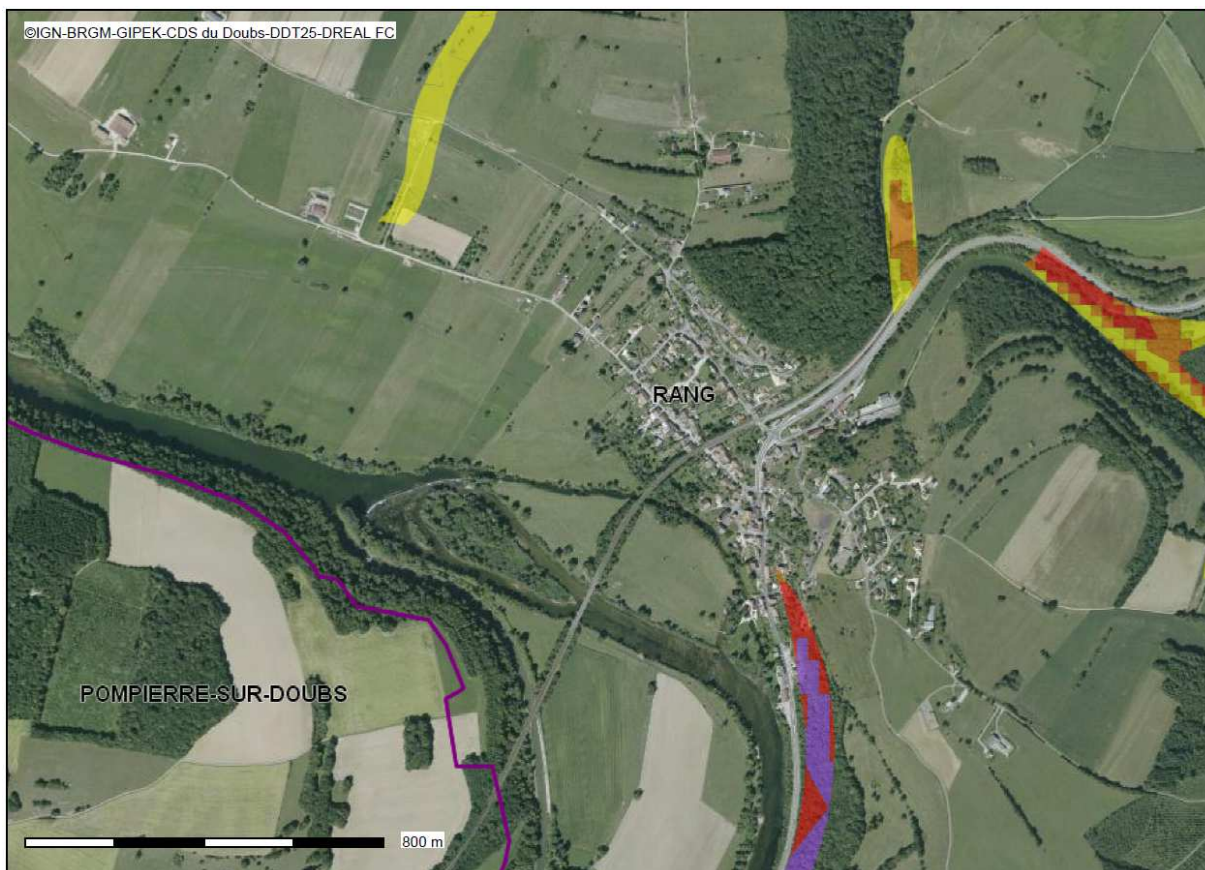 ©IGN-BRGM-GIPEK-CDS du Doubs-DDT25-DREAL FC
RANG
POMPIERRE-SUR-DOUBS
800 m